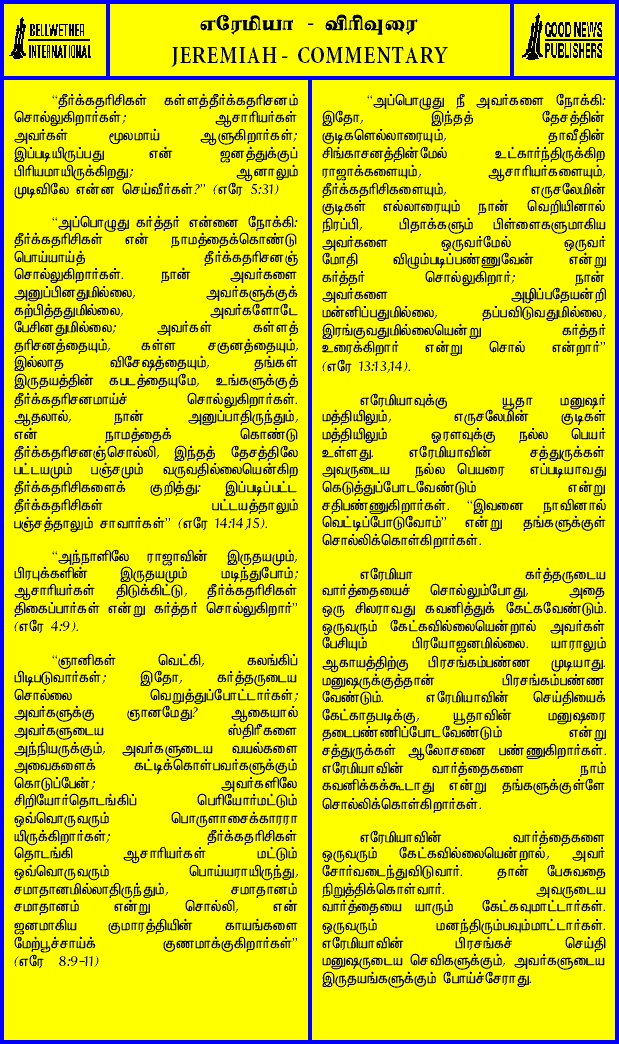 BELLWETHER
INTERNATIONAL
எரேமியா - விரிவுரை
JEREMIAH - COMMENTARY
GOOD NEWS
PUBLISHERS
“தீர்க்கதரிசிகள் கள்ளத்தீர்க்கதரிசனம்
சொல்லுகிறார்கள்; ஆசாரியர்கள்
அவர்கள் மூலமாய் ஆளுகிறார்கள்;
இப்படியிருப்பது என் ஜனத்துக்குப்
பிரியமாயிருக்கிறது; ஆனாலும்
முடிவிலே என்ன செய்வீர்கள்?” (எரே 5:31)
“அப்பொழுது கர்த்தர் என்னை நோக்கி:
தீர்க்கதரிசிகள் என் நாமத்தைக்கொண்டு
பொய்யாய்த் தீர்க்கதரிசனஞ்
சொல்லுகிறார்கள். நான் அவர்களை
அனுப்பினதுமில்லை, அவர்களுக்குக்
கற்பித்ததுமில்லை, அவர்களோடே
பேசினதுமில்லை; அவர்கள் கள்ளத்
தரிசனத்தையும், கள்ள சகுனத்தையும்,
இல்லாத விசேஷத்தையும், தங்கள்
இருதயத்தின் கபடத்தையுமே, உங்களுக்குத்
தீர்க்கதரிசனமாய்ச் சொல்லுகிறார்கள்.
ஆதலால், நான் அனுப்பாதிருந்தும்,
என் நாமத்தைக் கொண்டு
தீர்க்கதரிசனஞ்சொல்லி, இந்தத் தேசத்திலே
பட்டயமும் பஞ்சமும் வருவதில்லையென்கிற
தீர்க்கதரிசிகளைக் குறித்து: இப்படிப்பட்ட
தீர்க்கதரிசிகள் பட்டயத்தாலும்
பஞ்சத்தாலும் சாவார்கள்” (எரே 14:14,15).
“அந்நாளிலே ராஜாவின் இருதயமும்,
பிரபுக்களின் இருதயமும் மடிந்துபோம்;
ஆசாரியர்கள் திடுக்கிட்டு, தீர்க்கதரிசிகள்
திகைப்பார்கள் என்று கர்த்தர் சொல்லுகிறார்”
(எரே 4:9).
“ஞானிகள் வெட்கி, கலங்கிப்
பிடிபடுவார்கள்; இதோ, கர்த்தருடைய
சொல்லை வெறுத்துப்போட்டார்கள்;
அவர்களுக்கு ஞானமேது? ஆகையால்
அவர்களுடைய ஸ்திரீகளை
அந்நியருக்கும், அவர்களுடைய வயல்களை
அவைகளைக் கட்டிக்கொள்பவர்களுக்கும்
கொடுப்பேன்; அவர்களிலே
சிறியோர்தொடங்கிப் பெரியோர்மட்டும்
ஒவ்வொருவரும் பொருளாசைக்காரரா
யிருக்கிறார்கள்; தீர்க்கதரிசிகள்
தொடங்கி ஆசாரியர்கள் மட்டும்
ஒவ்வொருவரும் பொய்யராயிருந்து,
சமாதானமில்லாதிருந்தும், சமாதானம்
சமாதானம் என்று சொல்லி, என்
ஜனமாகிய குமாரத்தியின் காயங்களை
மேற்பூச்சாய்க் குணமாக்குகிறார்கள்”
(எரே 8:9-11)
“அப்பொழுது நீ அவர்களை நோக்கி:
இதோ, இந்தத் தேசத்தின்
குடிகளெல்லாரையும், தாவீதின்
சிங்காசனத்தின்மேல் உட்கார்ந்திருக்கிற
ராஜாக்களையும், ஆசாரியர்களையும்,
தீர்க்கதரிசிகளையும், எருசலேமின்
குடிகள் எல்லாரையும் நான் வெறியினால்
நிரப்பி, பிதாக்களும் பிள்ளைகளுமாகிய
அவர்களை ஒருவர்மேல் ஒருவர்
மோதி விழும்படிப்பண்ணுவேன் என்று
கர்த்தர் சொல்லுகிறார்; நான்
அவர்களை அழிப்பதேயன்றி
மன்னிப்பதுமில்லை, தப்பவிடுவதுமில்லை,
இரங்குவதுமில்லையென்று கர்த்தர்
உரைக்கிறார் என்று சொல் என்றார்”
(எரே 13:13,14).
எரேமியாவுக்கு யூதா மனுஷர்
மத்தியிலும், எருசலேமின் குடிகள்
மத்தியிலும் ஓரளவுக்கு நல்ல பெயர்
உள்ளது. எரேமியாவின் சத்துருக்கள்
அவருடைய நல்ல பெயரை எப்படியாவது
கெடுத்துப்போடவேண்டும் என்று
சதிபண்ணுகிறார்கள். “இவனை நாவினால்
வெட்டிப்போடுவோம்” என்று தங்களுக்குள்
சொல்லிக்கொள்கிறார்கள்.
எரேமியா கர்த்தருடைய
வார்த்தையைச் சொல்லும்போது, அதை
ஒரு சிலராவது கவனித்துக் கேட்கவேண்டும்.
ஒருவரும் கேட்கவில்லையென்றால் அவர்கள்
பேசியும் பிரயோஜனமில்லை. யாராலும்
ஆகாயத்திற்கு பிரசங்கம்பண்ண முடியாது.
மனுஷருக்குத்தான் பிரசங்கம்பண்ண
வேண்டும். எரேமியாவின் செய்தியைக்
கேட்காதபடிக்கு, யூதாவின் மனுஷரை
தடைபண்ணிப்போடவேண்டும் என்று
சத்துருக்கள் ஆலோசனை பண்ணுகிறார்கள்.
எரேமியாவின் வார்த்தைகளை நாம்
கவனிக்கக்கூடாது என்று தங்களுக்குள்ளே
சொல்லிக்கொள்கிறார்கள்.
எரேமியாவின் வார்த்தைகளை
ஒருவரும் கேட்கவில்லையென்றால், அவர்
சோர்வடைந்துவிடுவார். தான் பேசுவதை
நிறுத்திக்கொள்வார். அவருடைய
வார்த்தையை யாரும் கேட்கவுமாட்டார்கள்.
ஒருவரும் மனந்திரும்பவும்மாட்டார்கள்.
எரேமியாவின் பிரசங்கச் செய்தி
மனுஷருடைய செவிகளுக்கும், அவர்களுடைய
இருதயங்களுக்கும் போய்ச்சேராது.